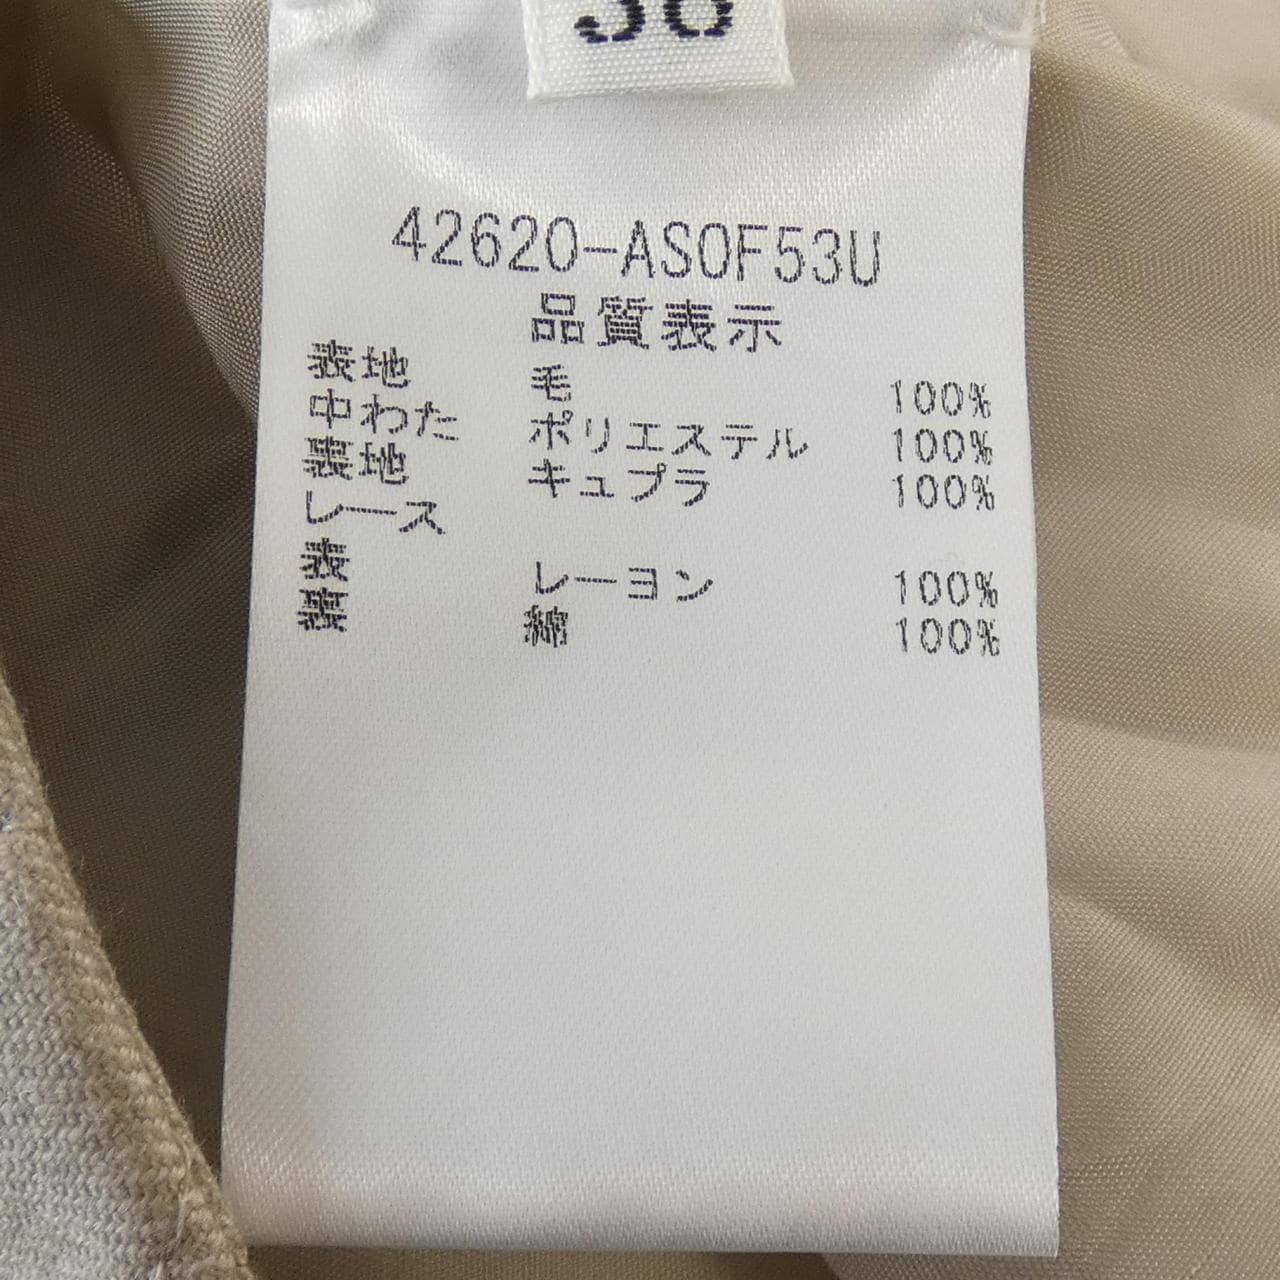 42620-ASOF53U
品質表示
表地 毛 100%
中わた ポリエステル 100%
裏地 キュプラ 100%
レース
表 レーヨン 100%
裏 綿 100%